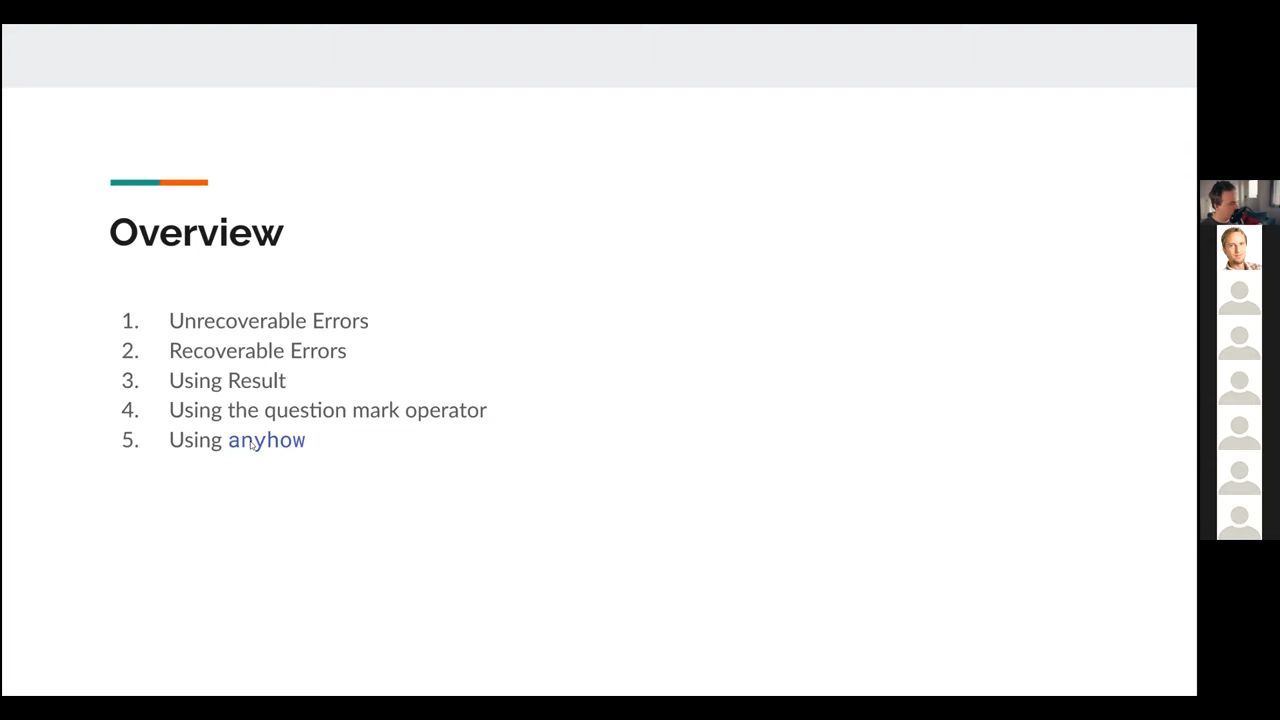 Overview
1. Unrecoverable Errors
2. Recoverable Errors
3. Using Result
4. Using the question mark operator
5. Using anyhow